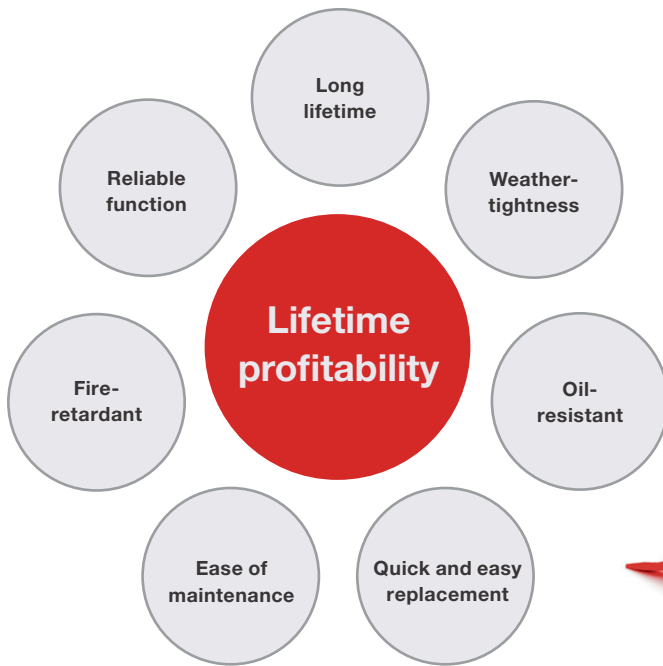 Long
lifetime
Reliable
function
Weather-
tightness
Lifetime
profitability
Fire-
retardant
Oil-
resistant
Ease of
maintenance
Quick and easy
replacement